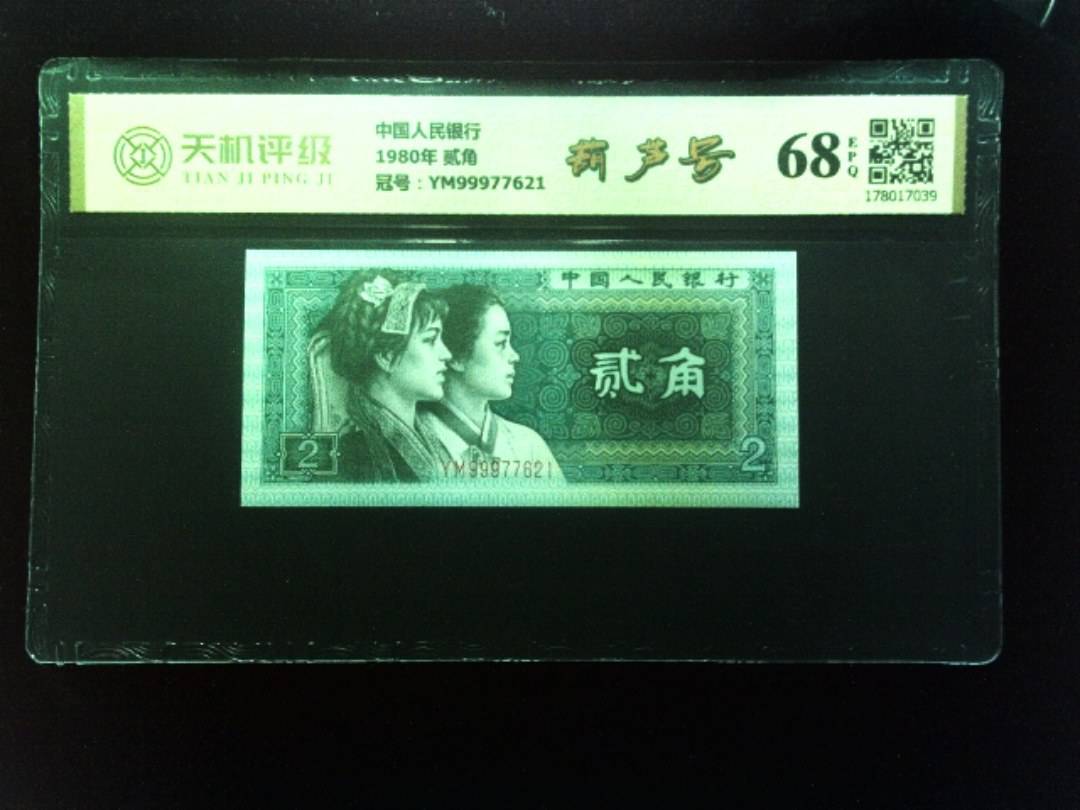 天机评级
TIAN JI PING JI
中国人民银行
1980年 贰角
冠号：YM99977621
葫芦号
68
EPQ
178017039
中国人民银行
贰角
2
YM99977621
2